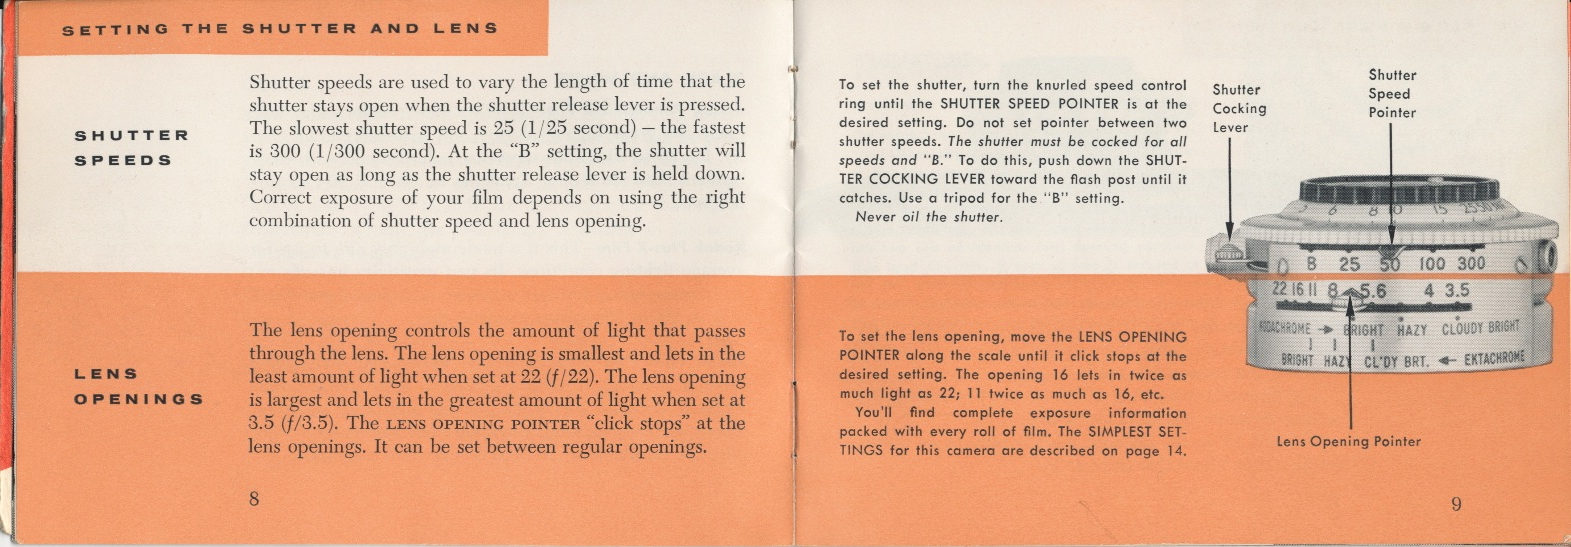 SETTING THE SHUTTER AND LENS
SHUTTER
SPEEDS
Shutter speeds are used to vary the length of time that the
shutter stays open when the shutter release lever is pressed.
The slowest shutter speed is 25 (1/25 second) — the fastest
is 300 (1/300 second). At the “B” setting, the shutter will
stay open as long as the shutter release lever is held down.
Correct exposure of your film depends on using the right
combination of shutter speed and lens opening.
LENS
OPENINGS
The lens opening controls the amount of light that passes
through the lens. The lens opening is smallest and lets in the
least amount of light when set at 22 (f/22). The lens opening
is largest and lets in the greatest amount of light when set at
3.5 (f/3.5). The LENS OPENING POINTER “click stops” at the
lens openings. It can be set between regular openings.
8
To set the shutter, turn the knurled speed control
ring until the SHUTTER SPEED POINTER is at the
desired setting. Do not set pointer between two
shutter speeds. The shutter must be cocked for all
speeds and “B.” To do this, push down the SHUT-
TER COCKING LEVER toward the flash post until it
catches. Use a tripod for the “B” setting.
Never oil the shutter.
To set the lens opening, move the LENS OPENING
POINTER along the scale until it click stops at the
desired setting. The opening 16 lets in twice as
much light as 22; 11 twice as much as 16, etc.
You'll find complete exposure information
packed with every roll of film. The SIMPLEST SET-
TINGS for this camera are described on page 14.
Shutter
Cocking
Lever
Shutter
Speed
Pointer
6 8 10 15 25
B 25 50 100 300
22 16 11 8 5.6 4 3.5
KODACHROME → BRIGHT HAZY CLOUDY BRIGHT
BRIGHT HAZY CL'DY BRT. ← EKTACHROME
Lens Opening Pointer
9